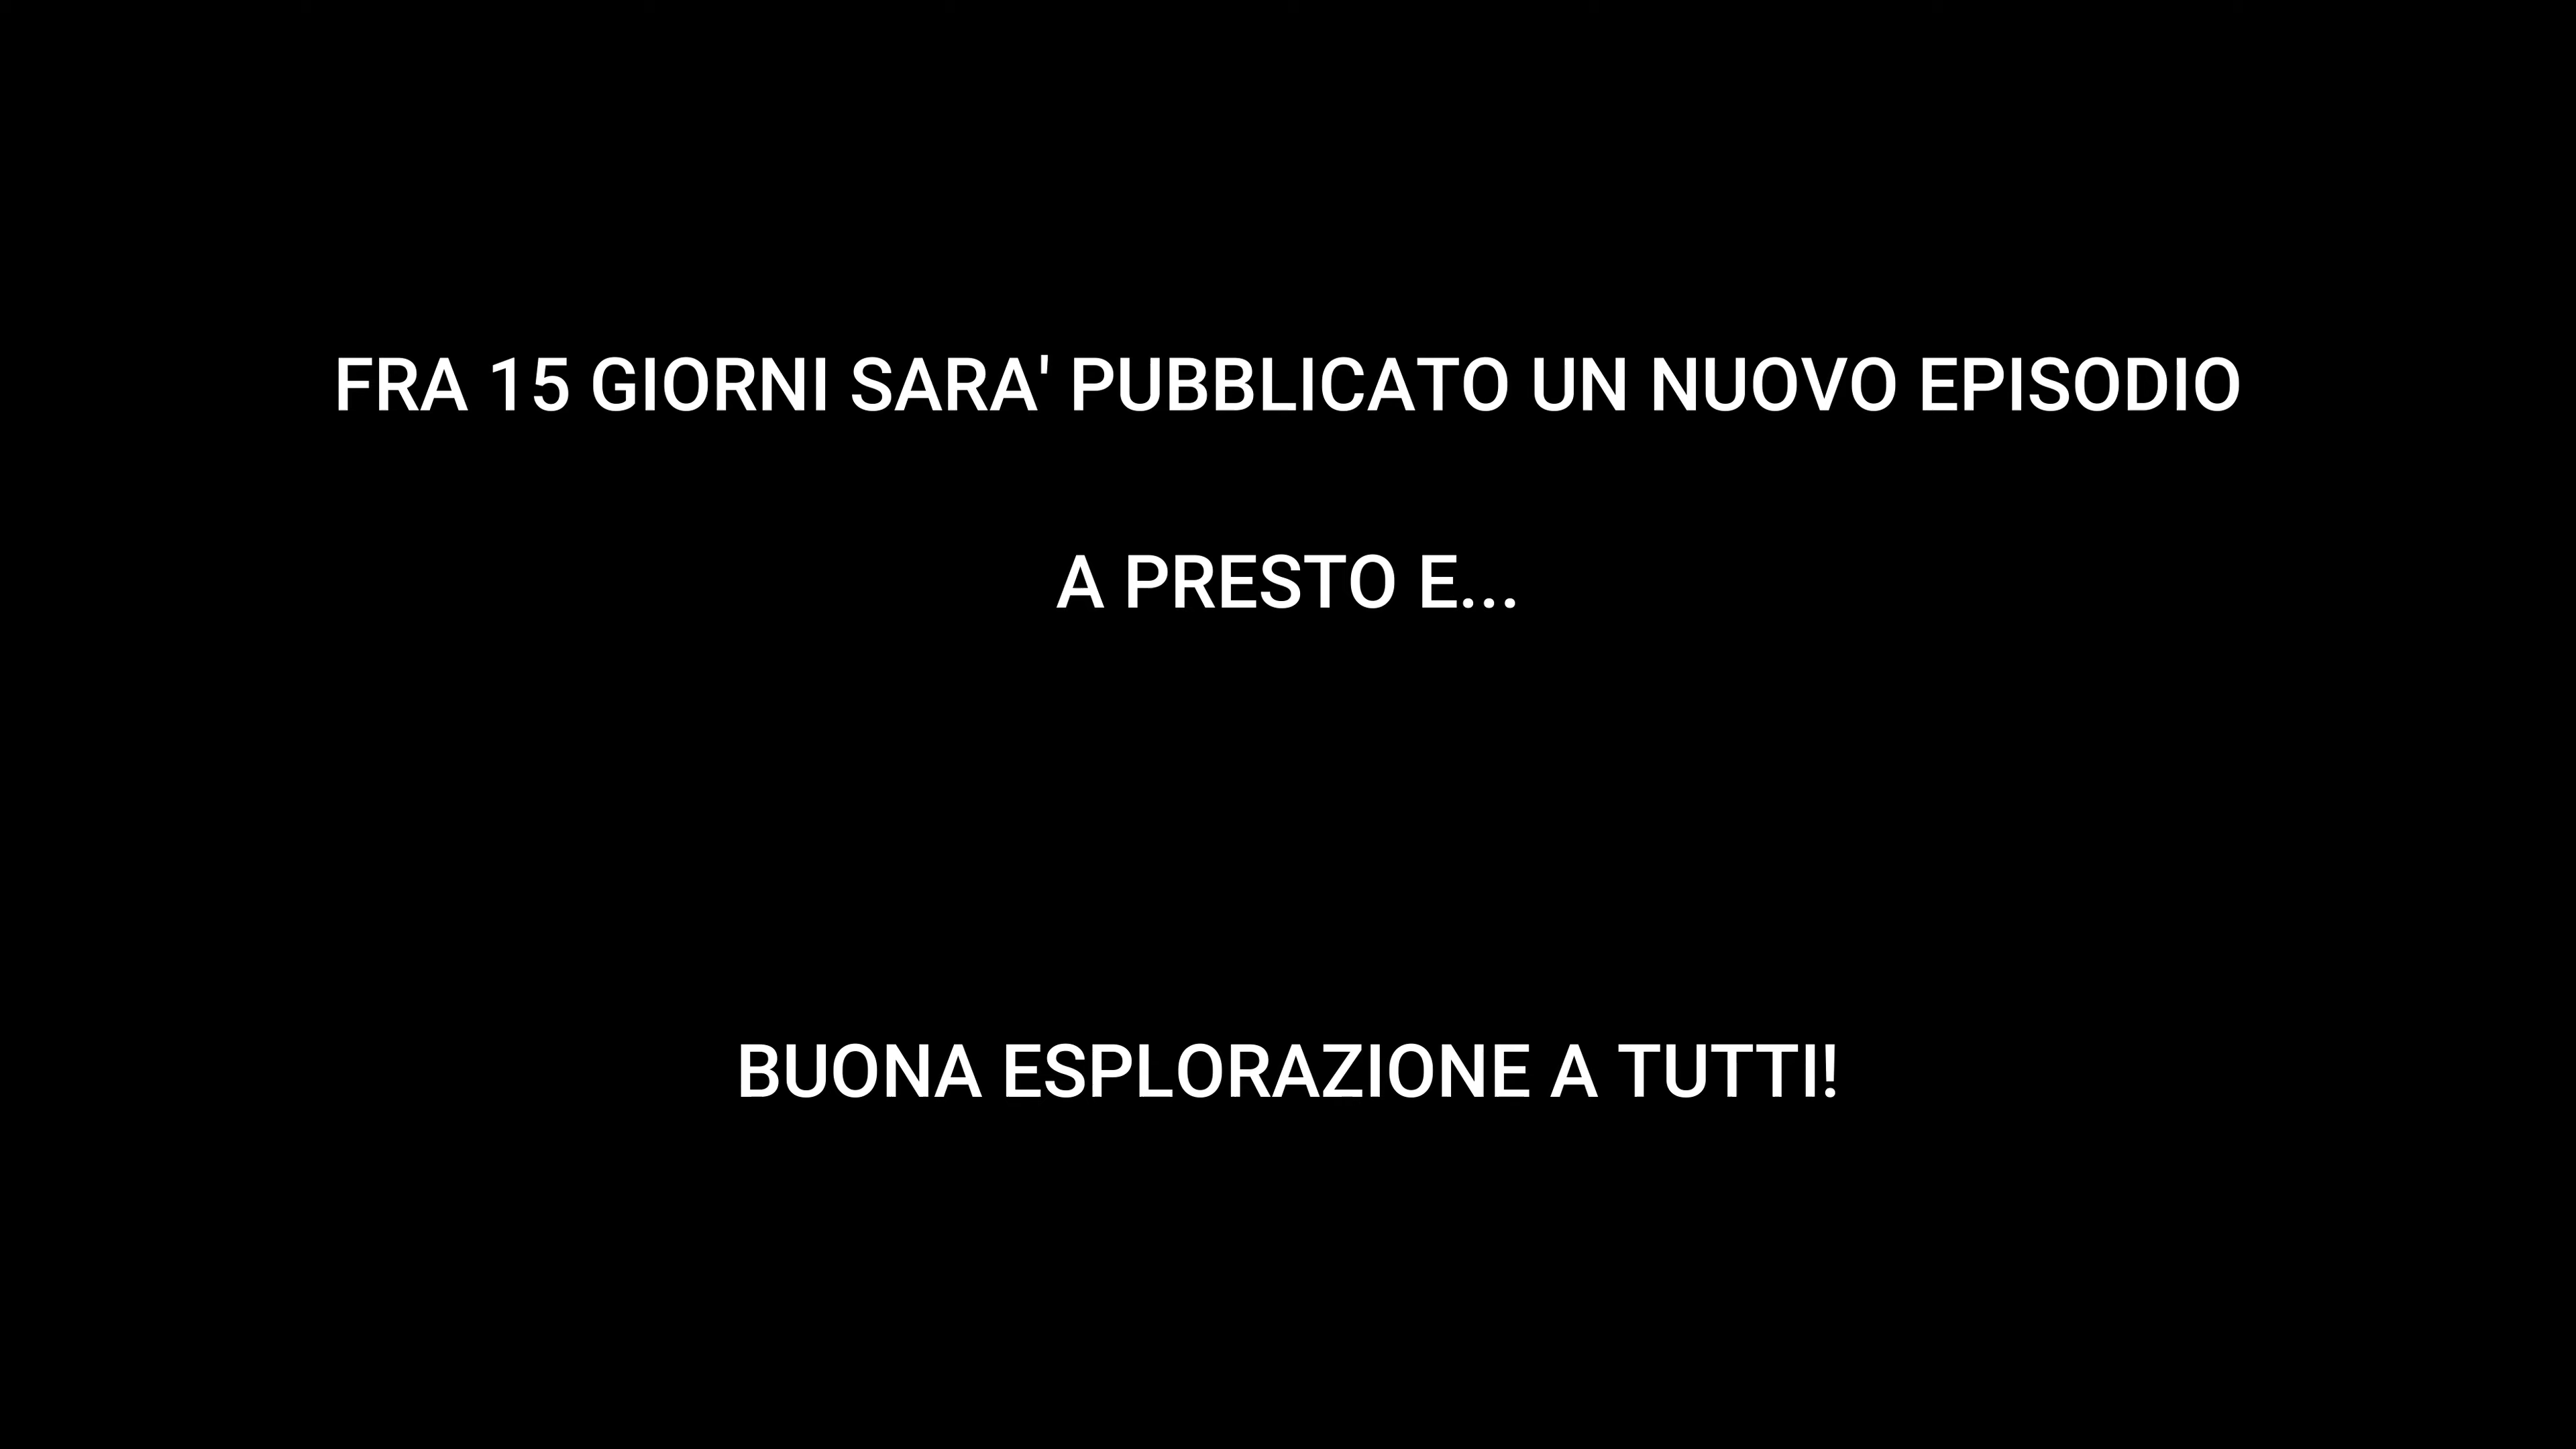 FRA 15 GIORNI SARA' PUBBLICATO UN NUOVO EPISODIO
A PRESTO E...
BUONA ESPLORAZIONE A TUTTI!